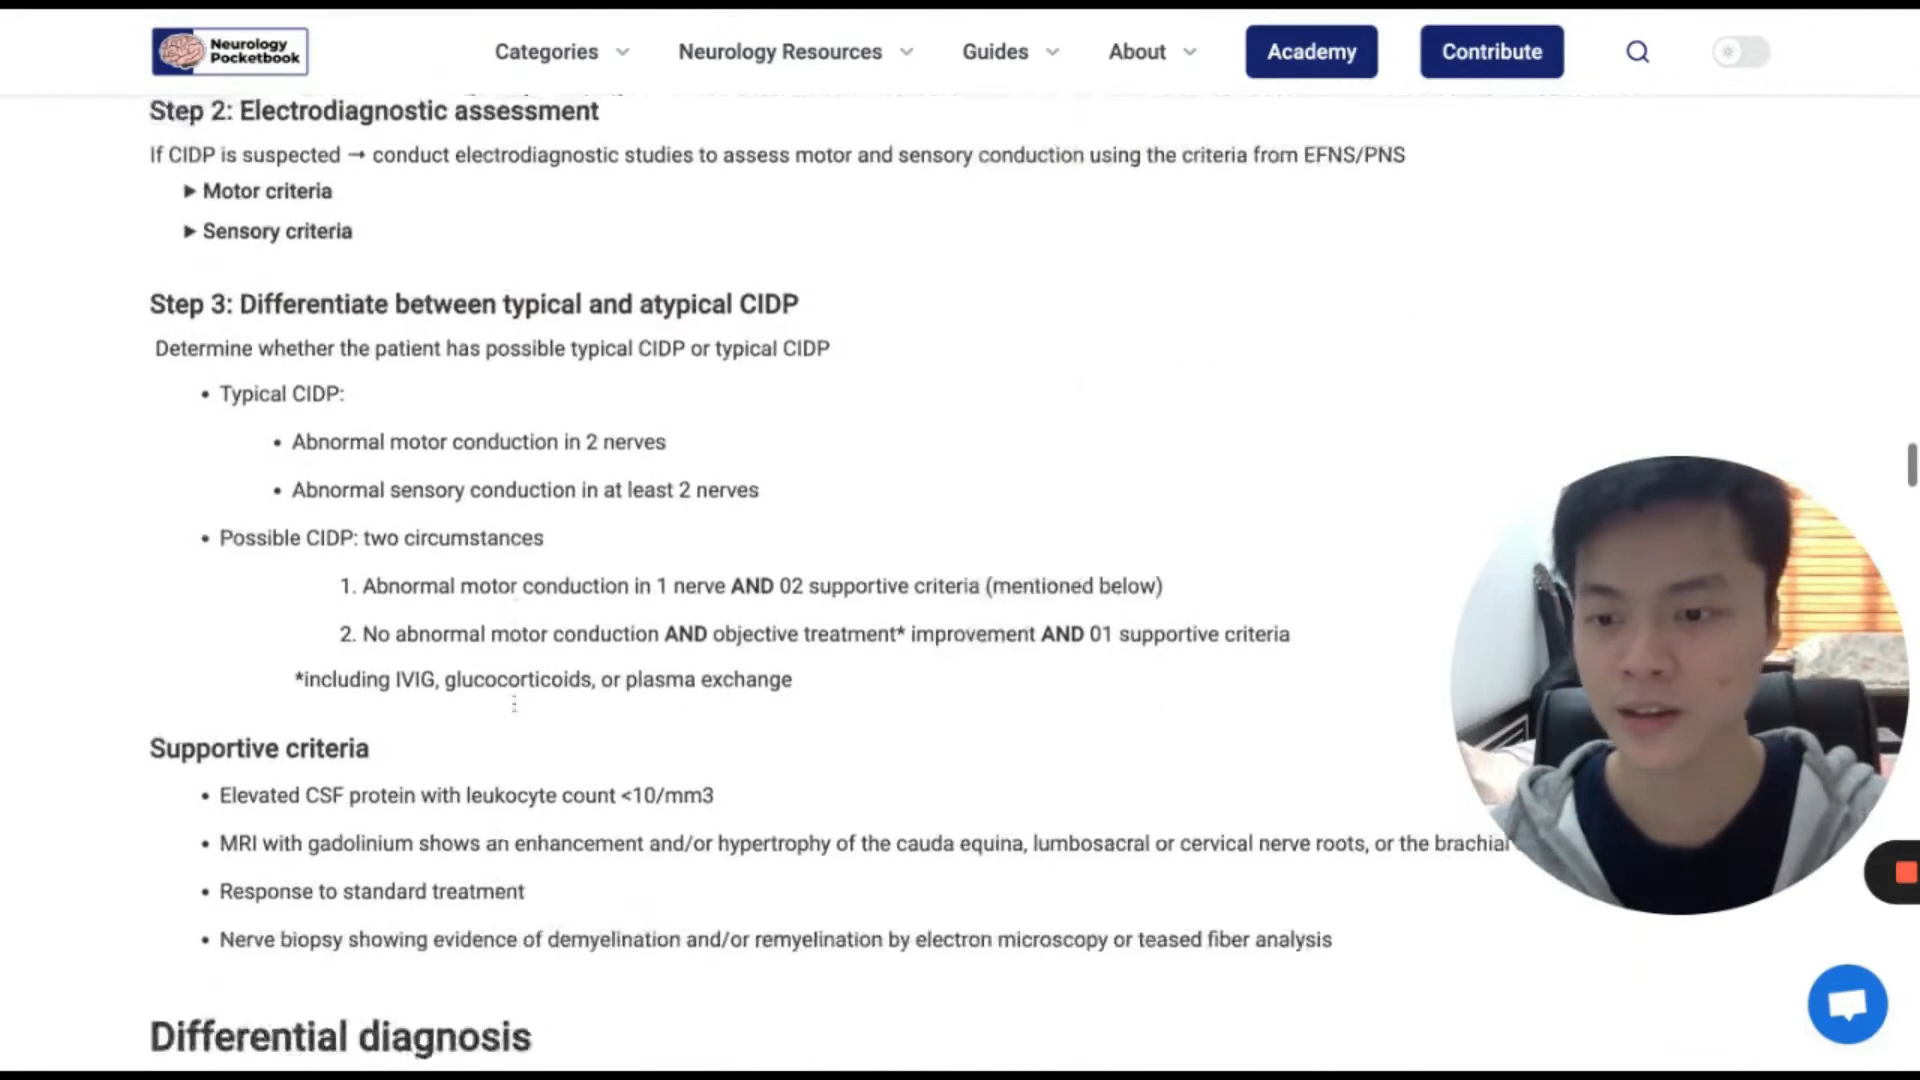 Neurology
Pocketbook
Categories
Neurology Resources
Guides
About
Academy
Contribute
Step 2: Electrodiagnostic assessment
If CIDP is suspected → conduct electrodiagnostic studies to assess motor and sensory conduction using the criteria from EFNS/PNS
▶ Motor criteria
▶ Sensory criteria
Step 3: Differentiate between typical and atypical CIDP
Determine whether the patient has possible typical CIDP or typical CIDP
• Typical CIDP:
• Abnormal motor conduction in 2 nerves
• Abnormal sensory conduction in at least 2 nerves
• Possible CIDP: two circumstances
1. Abnormal motor conduction in 1 nerve AND 02 supportive criteria (mentioned below)
2. No abnormal motor conduction AND objective treatment* improvement AND 01 supportive criteria
*including IVIG, glucocorticoids, or plasma exchange
Supportive criteria
• Elevated CSF protein with leukocyte count <10/mm3
• MRI with gadolinium shows an enhancement and/or hypertrophy of the cauda equina, lumbosacral or cervical nerve roots, or the brachial
• Response to standard treatment
• Nerve biopsy showing evidence of demyelination and/or remyelination by electron microscopy or teased fiber analysis
Differential diagnosis